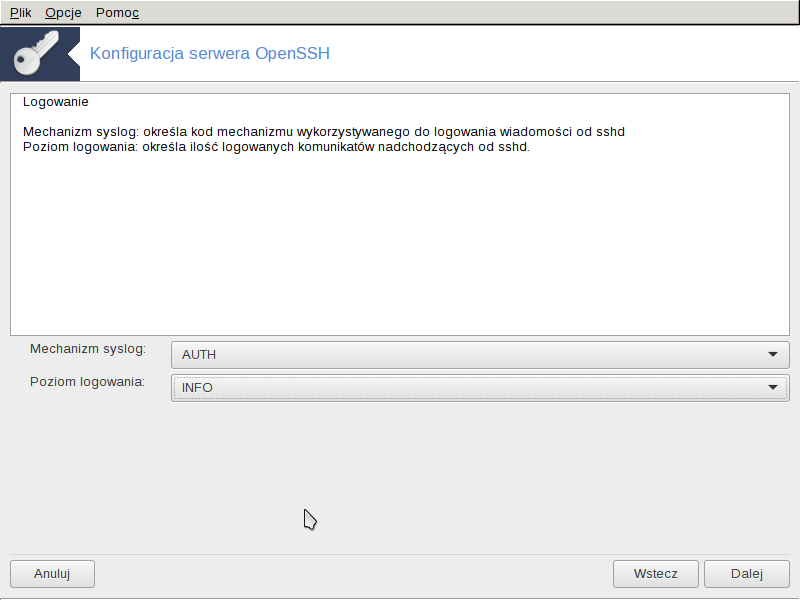 Plik Opcje Pomoc
Konfiguracja serwera OpenSSH
Logowanie
Mechanizm syslog: określa kod mechanizmu wykorzystywanego do logowania wiadomości od sshd
Poziom logowania: określa ilość logowanych komunikatów nadchodzących od sshd.
Mechanizm syslog: AUTH
Poziom logowania: INFO
Anuluj Wstecz Dalej